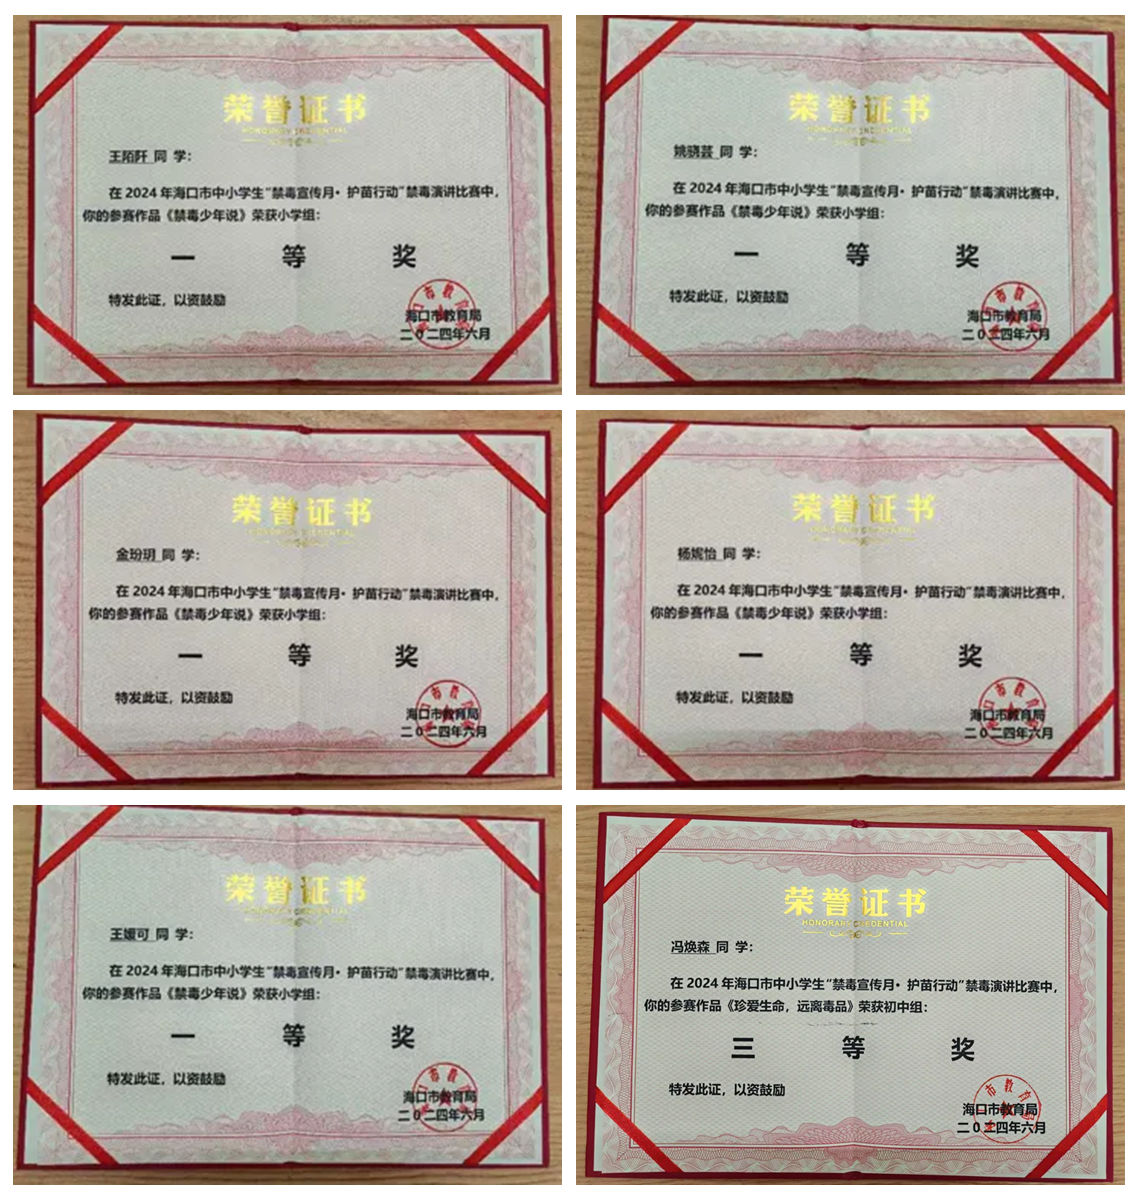 荣誉证书
HONORARY CREDENTIAL
王陌阡 同 学：
在 2024 年海口市中小学生“禁毒宣传月· 护苗行动”禁毒演讲比赛中，
你的参赛作品《禁毒少年说》荣获小学组：
一 等 奖
特发此证，以资鼓励
海口市教育局
二0二四年六月
荣誉证书
HONORARY CREDENTIAL
姚骁芸 同 学：
在 2024 年海口市中小学生“禁毒宣传月· 护苗行动”禁毒演讲比赛中，
你的参赛作品《禁毒少年说》荣获小学组：
一 等 奖
特发此证，以资鼓励
海口市教育局
二0二四年六月
荣誉证书
HONORARY CREDENTIAL
金玢玥 同 学：
在 2024 年海口市中小学生“禁毒宣传月· 护苗行动”禁毒演讲比赛中，
你的参赛作品《禁毒少年说》荣获小学组：
一 等 奖
特发此证，以资鼓励
海口市教育局
二0二四年六月
荣誉证书
HONORARY CREDENTIAL
杨妮怡 同 学：
在 2024 年海口市中小学生“禁毒宣传月· 护苗行动”禁毒演讲比赛中，
你的参赛作品《禁毒少年说》荣获小学组：
一 等 奖
特发此证，以资鼓励
海口市教育局
二0二四年六月
荣誉证书
HONORARY CREDENTIAL
王媛可 同 学：
在 2024 年海口市中小学生“禁毒宣传月· 护苗行动”禁毒演讲比赛中，
你的参赛作品《禁毒少年说》荣获小学组：
一 等 奖
特发此证，以资鼓励
海口市教育局
二0二四年六月
荣誉证书
HONORARY CREDENTIAL
冯焕森 同 学：
在 2024 年海口市中小学生“禁毒宣传月· 护苗行动”禁毒演讲比赛中，
你的参赛作品《珍爱生命，远离毒品》荣获初中组：
三 等 奖
特发此证，以资鼓励
海口市教育局
二0二四年六月